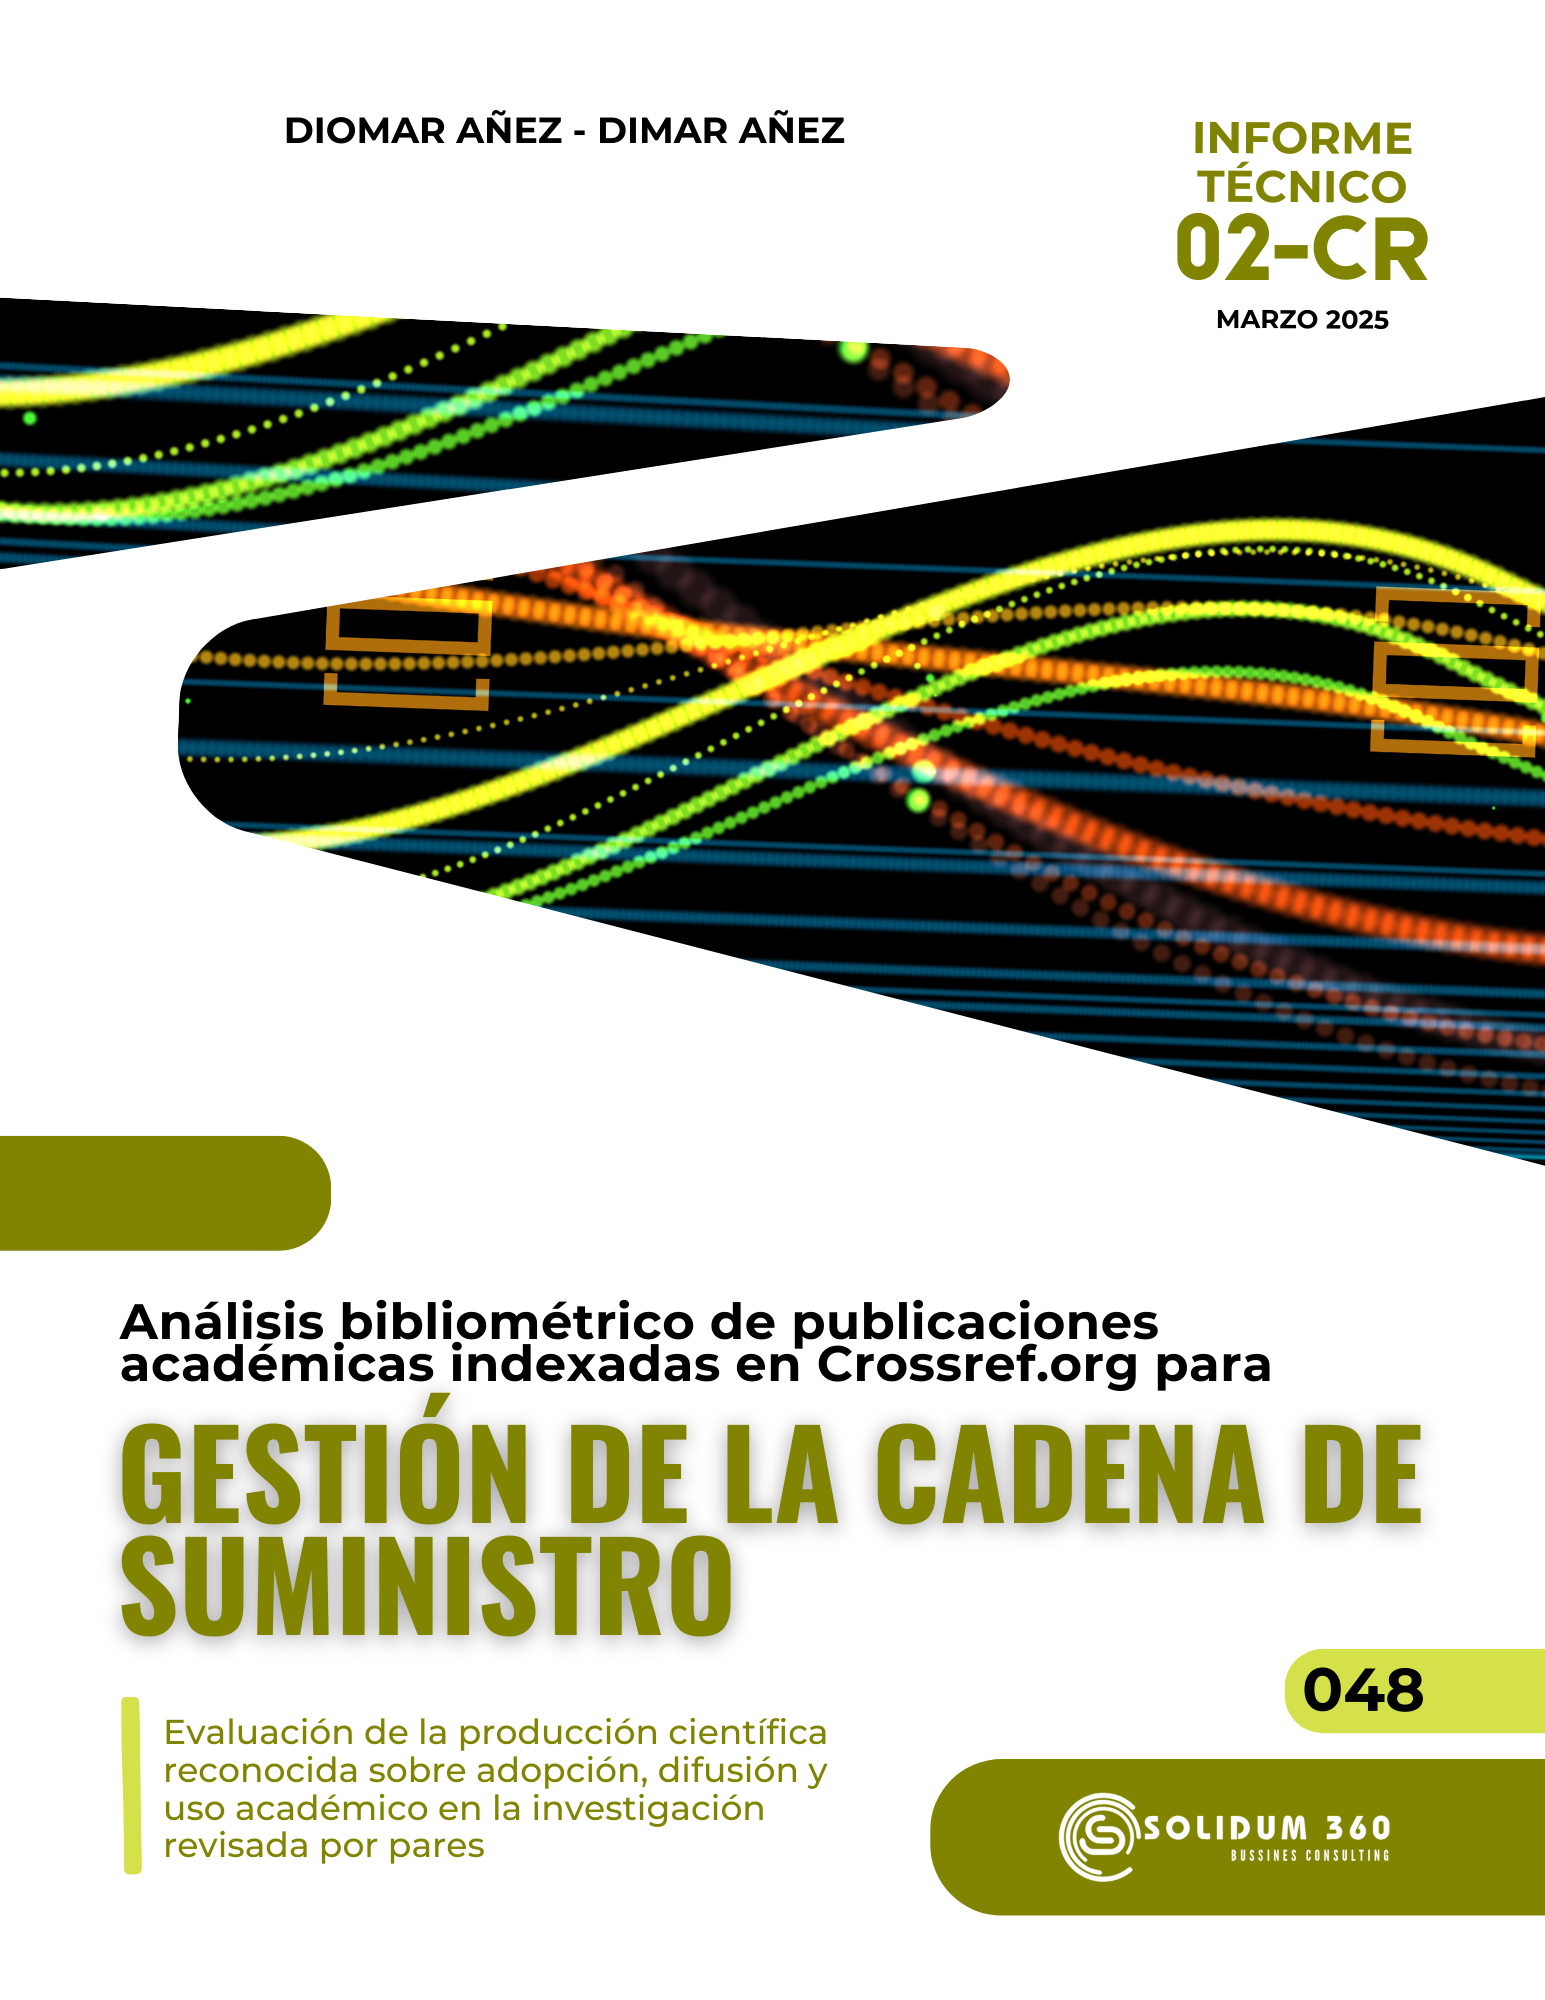 DIOMAR AÑEZ - DIMAR AÑEZ
INFORME
TÉCNICO
02-CR
MARZO 2025
Análisis bibliométrico de publicaciones
académicas indexadas en Crossref.org para
GESTIÓN DE LA CADENA DE
SUMINISTRO
048
Evaluación de la producción científica
reconocida sobre adopción, difusión y
uso académico en la investigación
revisada por pares
SOLIDUM 360
BUSSINES CONSULTING